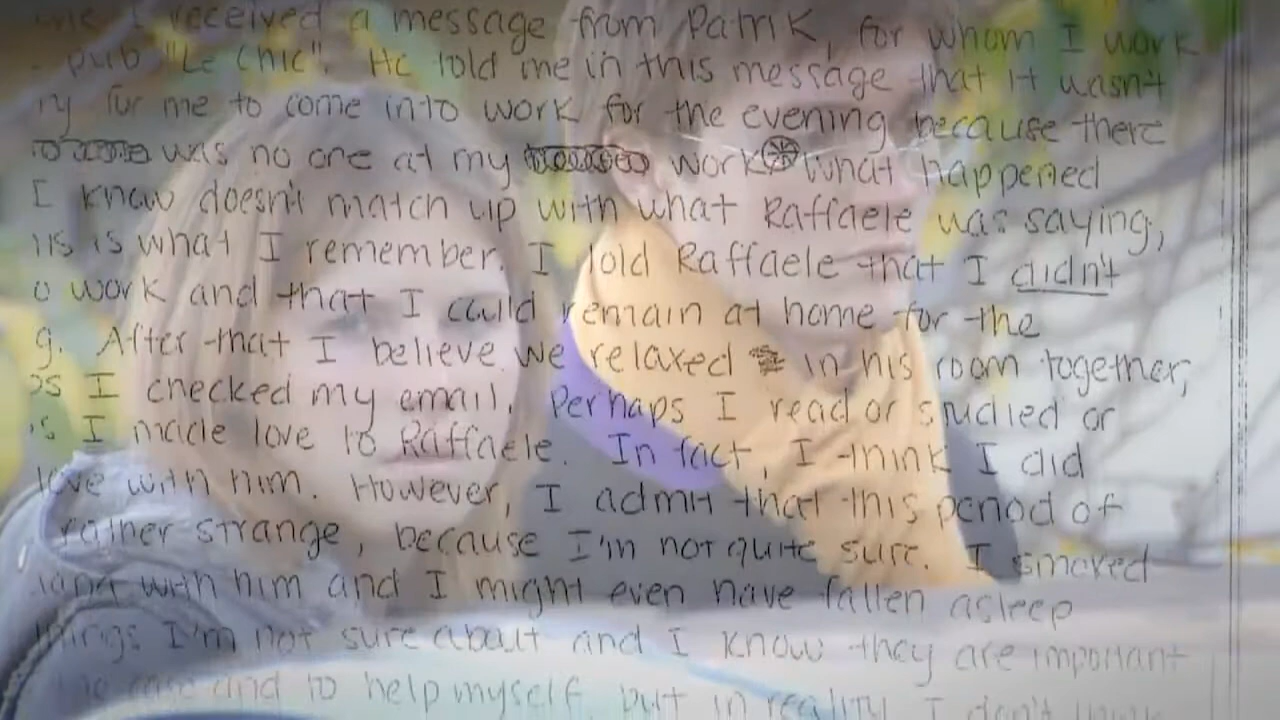 I received a message from Patrik, for whom I work
pub "Le Chic". He told me in this message that it wasn't
ry for me to come into work for the evening because there
was no one at my work. What happened
I know doesn't match up with what Raffaele was saying,
is is what I remember. I told Raffaele that I didn't
o work and that I could remain at home for the
g. After that I believe we relaxed in his room together,
ps I checked my email. Perhaps I read or studied or
s I made love to Raffaele. In fact, I think I did
love with him. However, I admit that this period of
rather strange, because I'm not quite sure. I smoked
with him and I might even have fallen asleep
things I'm not sure about and I know they are important
case and to help myself, but in reality, I don't think